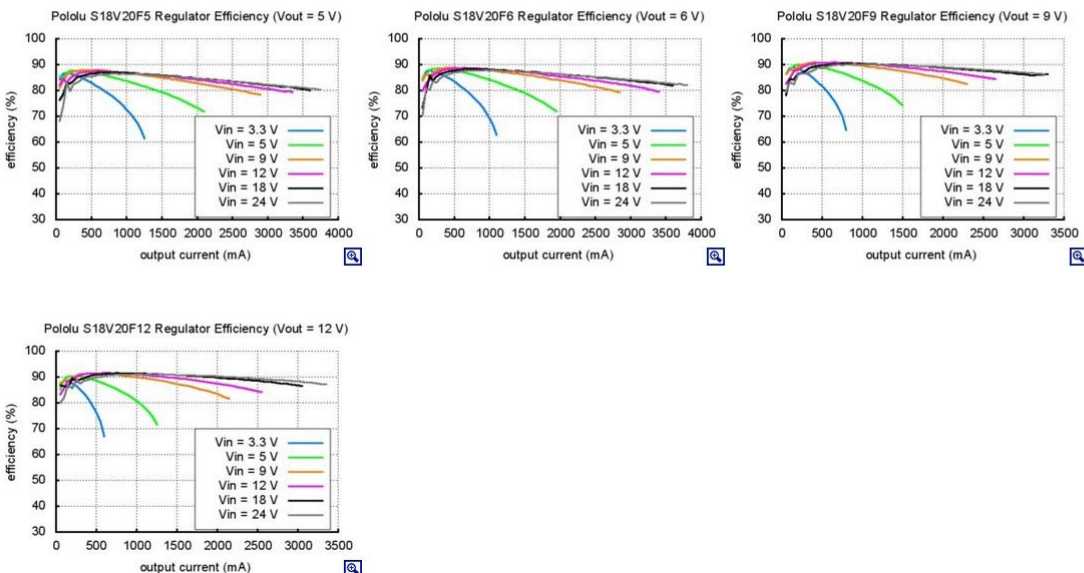 Pololu S18V20F5 Regulator Efficiency (Vout = 5 V)
100
90
80
70
60
50
40
30
efficiency (%)
Vin = 3.3 V
Vin = 5 V
Vin = 9 V
Vin = 12 V
Vin = 18 V
Vin = 24 V
0 500 1000 1500 2000 2500 3000 3500 4000
output current (mA)
Pololu S18V20F6 Regulator Efficiency (Vout = 6 V)
100
90
80
70
60
50
40
30
efficiency (%)
Vin = 3.3 V
Vin = 5 V
Vin = 9 V
Vin = 12 V
Vin = 18 V
Vin = 24 V
0 500 1000 1500 2000 2500 3000 3500 4000
output current (mA)
Pololu S18V20F9 Regulator Efficiency (Vout = 9 V)
100
90
80
70
60
50
40
30
efficiency (%)
Vin = 3.3 V
Vin = 5 V
Vin = 9 V
Vin = 12 V
Vin = 18 V
Vin = 24 V
0 500 1000 1500 2000 2500 3000 3500
output current (mA)
Pololu S18V20F12 Regulator Efficiency (Vout = 12 V)
100
90
80
70
60
50
40
30
efficiency (%)
Vin = 3.3 V
Vin = 5 V
Vin = 9 V
Vin = 12 V
Vin = 18 V
Vin = 24 V
0 500 1000 1500 2000 2500 3000 3500
output current (mA)